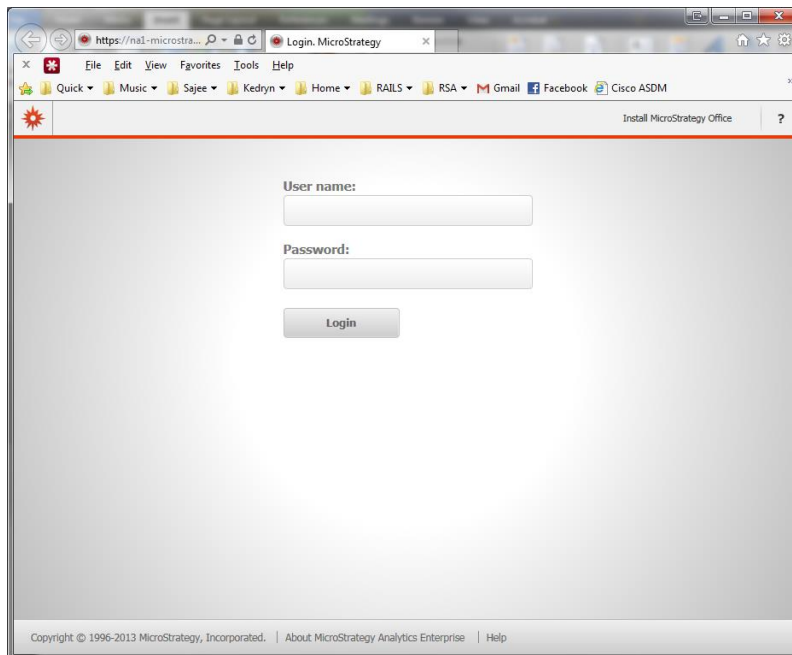 https://na1-microstra...
Login. MicroStrategy
File Edit View Favorites Tools Help
Quick Music Sajee Kedryn Home RAILS RSA Gmail Facebook Cisco ASDM
Install MicroStrategy Office ?
User name:
Password:
Login
Copyright © 1996-2013 MicroStrategy, Incorporated. | About MicroStrategy Analytics Enterprise | Help